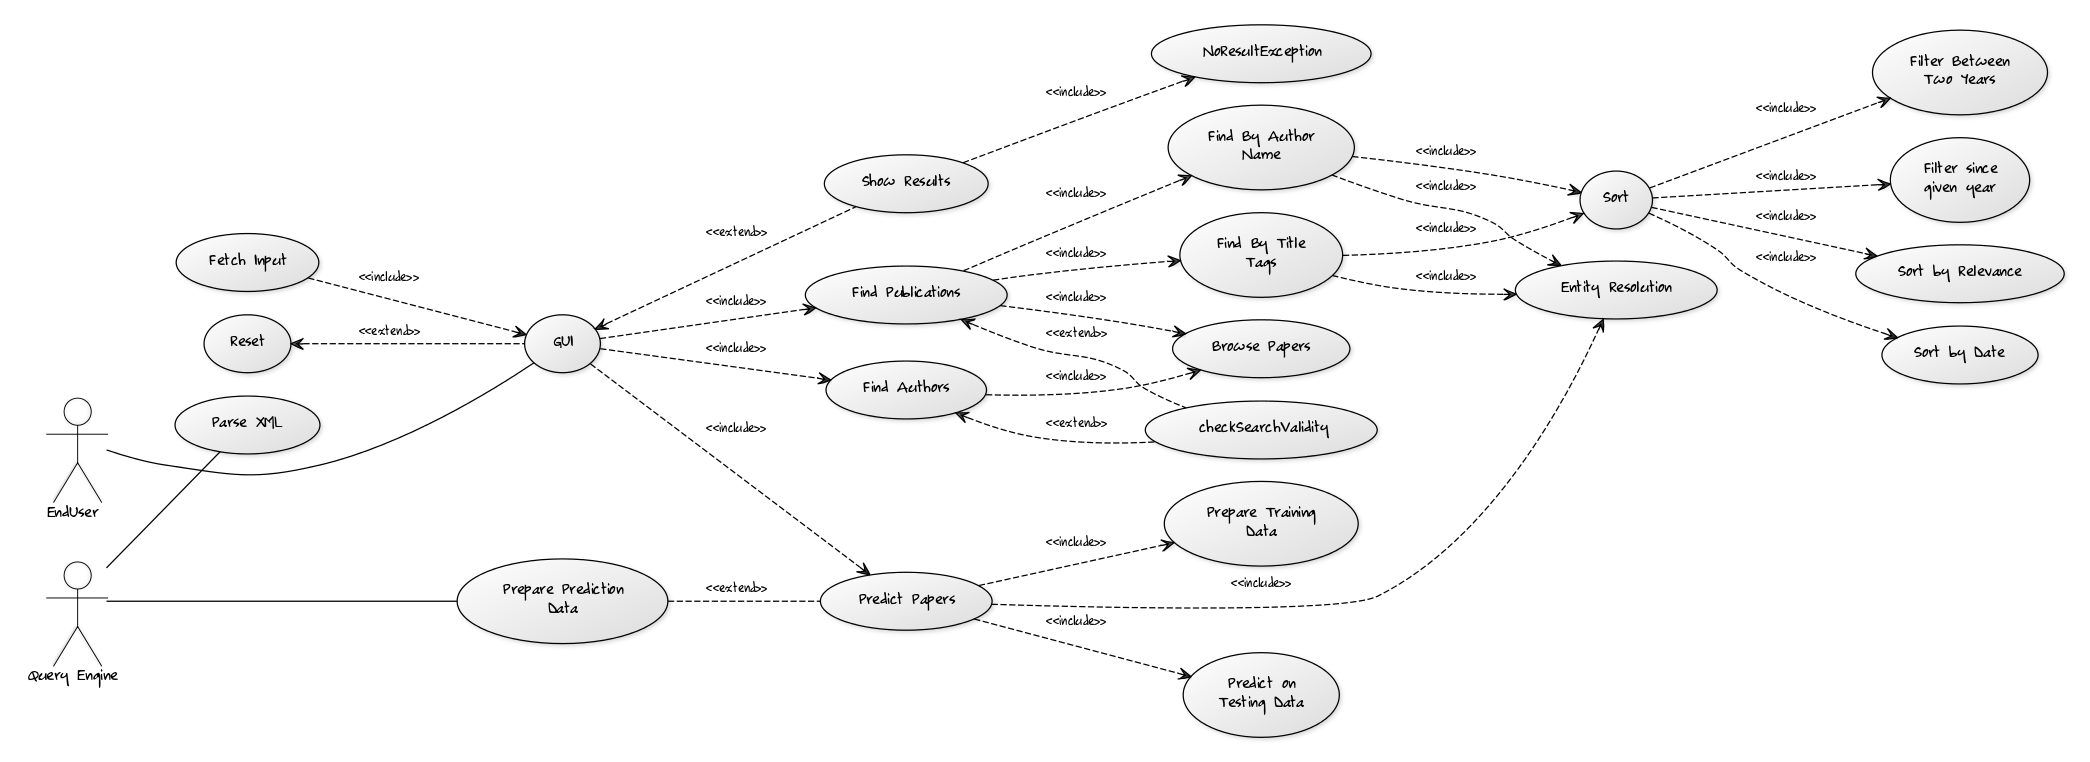 NoResultException
Filter Between
Two Years
<<include>>
<<include>>
Find By Author
Name
<<include>>
Filter since
given year
<<include>>
Show Results
<<include>>
<<include>>
Sort
<<include>>
<<extend>>
<<include>>
Find By Title
Tags
<<include>>
<<include>>
Fetch Input
<<include>>
<<include>>
Sort by Relevance
Find Publications
<<include>>
Entity Resolution
<<include>>
<<include>>
Reset
<<extend>>
GUI
<<extend>>
Browse Papers
<<include>>
Sort by Date
Find Authors
<<include>>
Parse XML
<<extend>>
checkSearchValidity
<<include>>
EndUser
Prepare Training
Data
<<include>>
Prepare Prediction
Data
<<extend>>
Predict Papers
<<include>>
<<include>>
Query Engine
Predict on
Testing Data